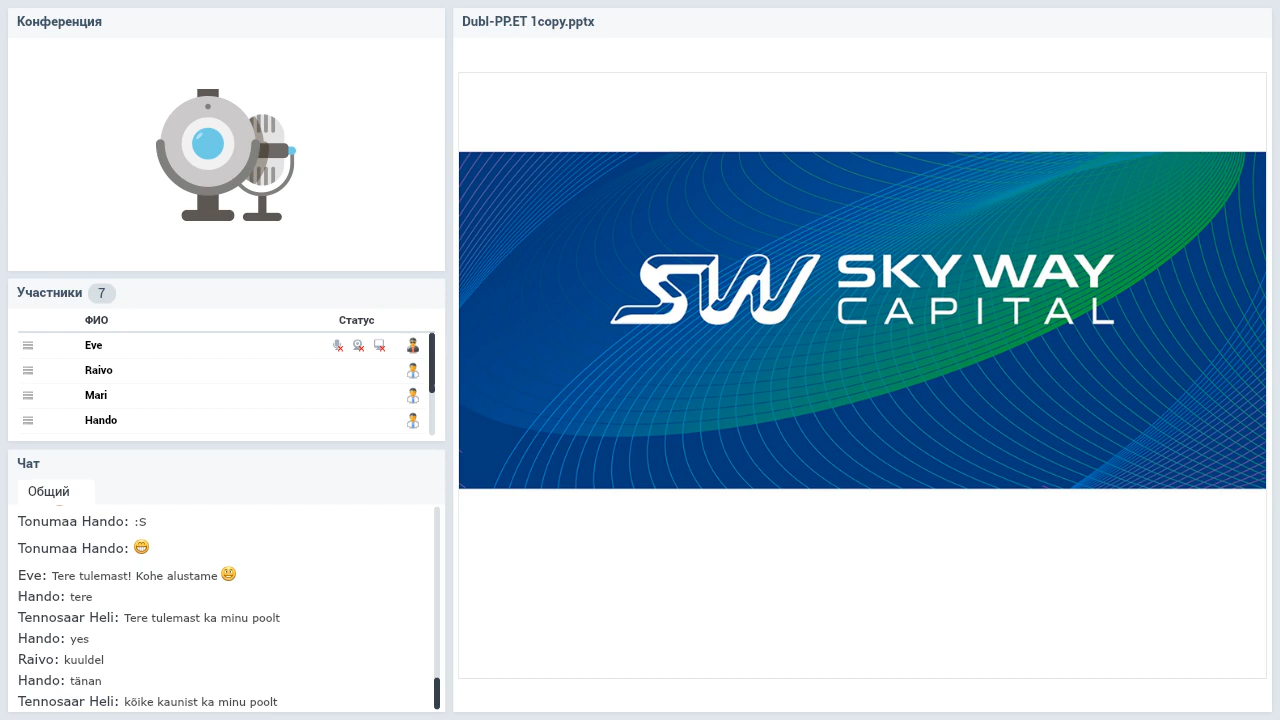 Конференция
Участники 7
ФИО Статус
Eve
Raivo
Mari
Hando
Чат
Общий
Tonumaa Hando: :S
Tonumaa Hando:
Eve: Tere tulemast! Kohe alustame
Hando: tere
Tennosaar Heli: Tere tulemast ka minu poolt
Hando: yes
Raivo: kuuldel
Hando: tänan
Tennosaar Heli: kõike kaunist ka minu poolt
Dubl-PP.ET 1copy.pptx
SW SKY WAY
CAPITAL